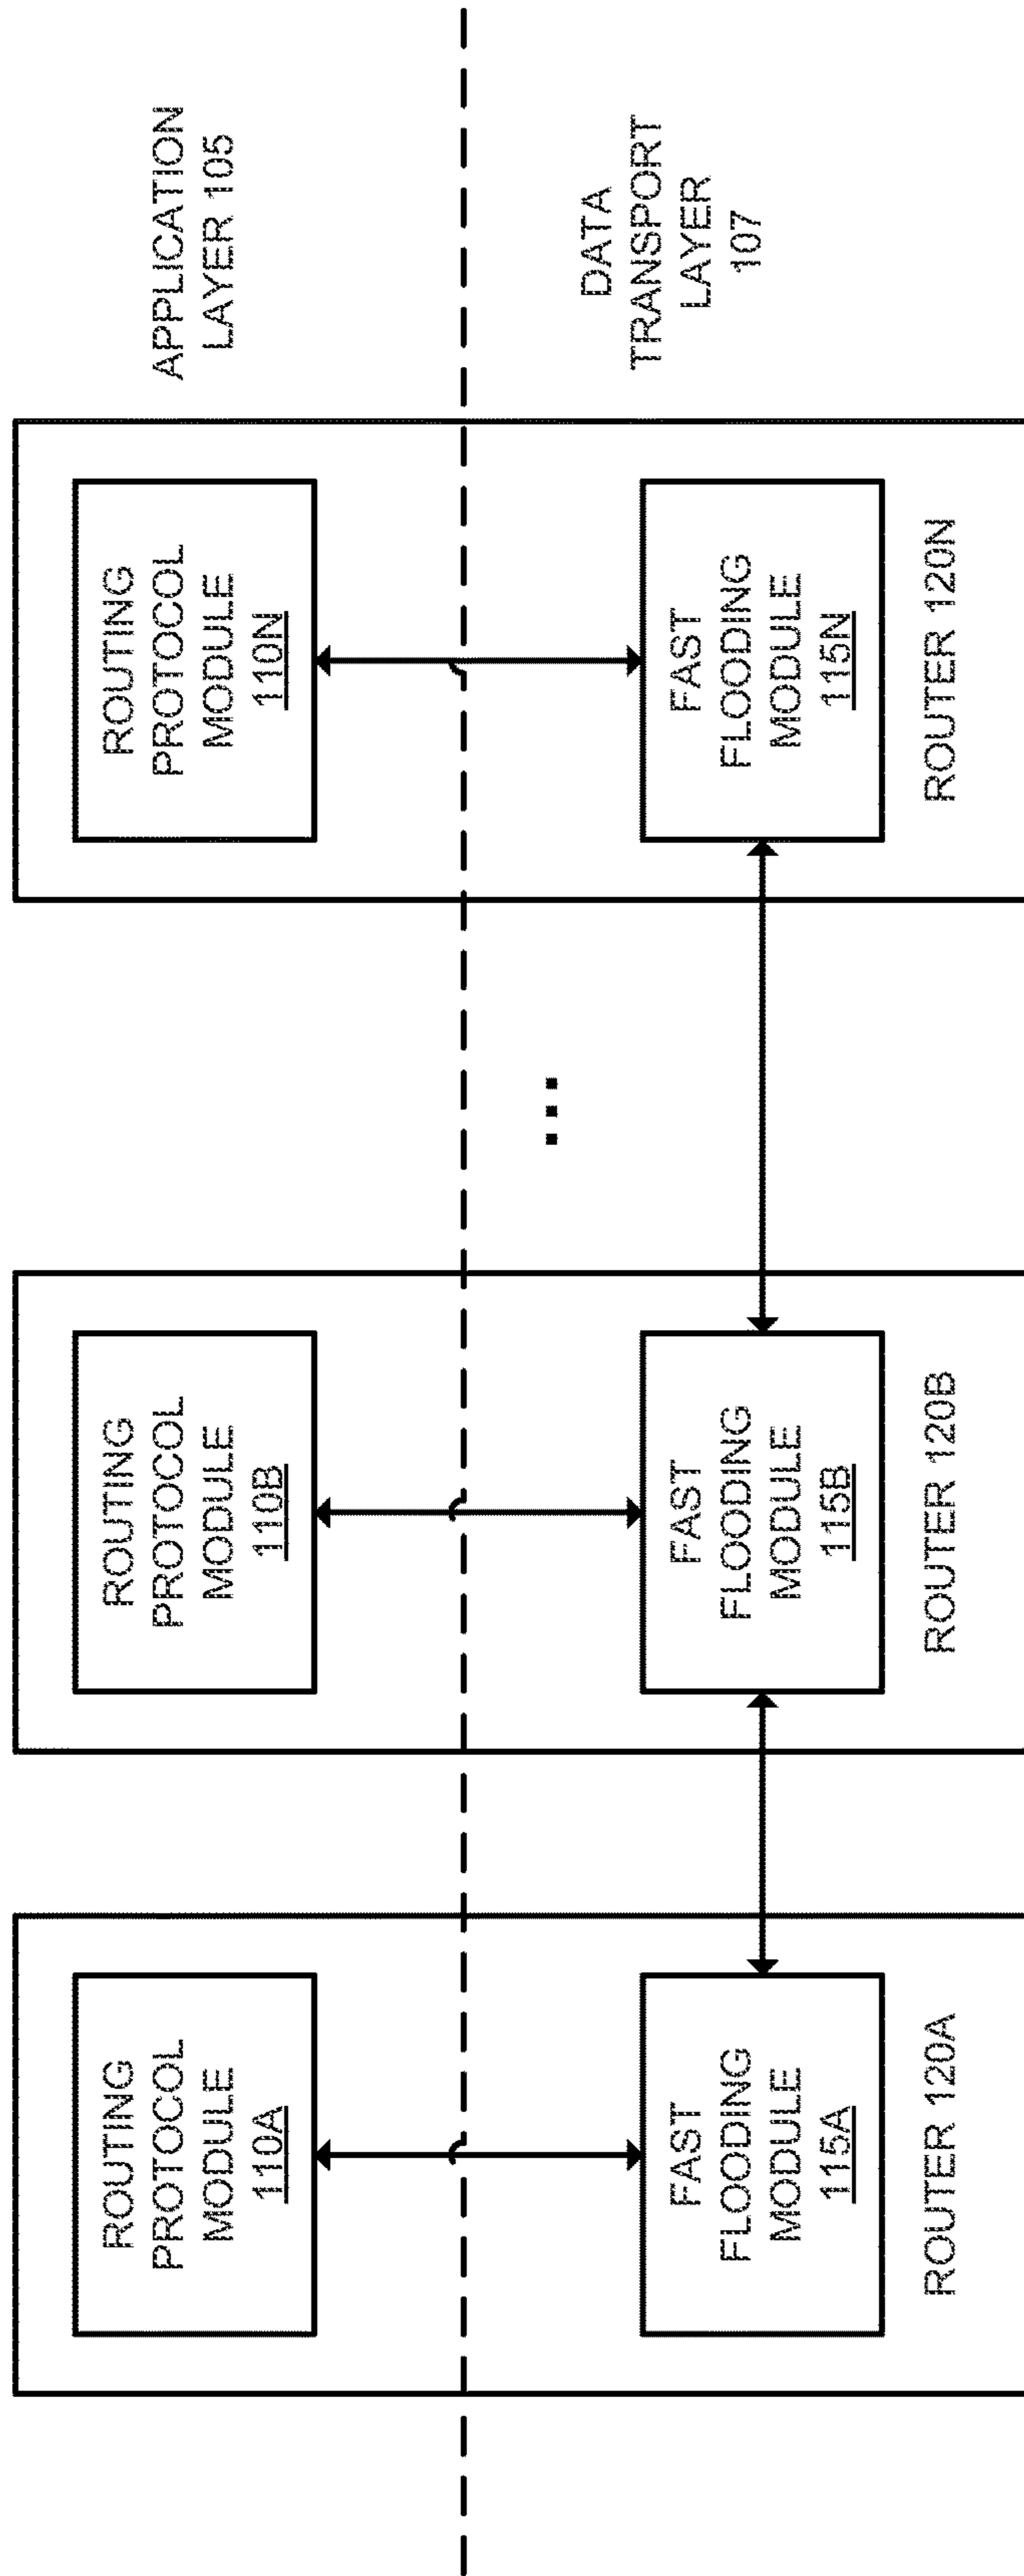 ROUTING
PROTOCOL
MODULE
110A
FAST
FLOODING
MODULE
115A
ROUTER 120A
ROUTING
PROTOCOL
MODULE
110B
FAST
FLOODING
MODULE
115B
ROUTER 120B
...
ROUTING
PROTOCOL
MODULE
110N
FAST
FLOODING
MODULE
115N
ROUTER 120N
APPLICATION
LAYER 105
DATA
TRANSPORT
LAYER
107